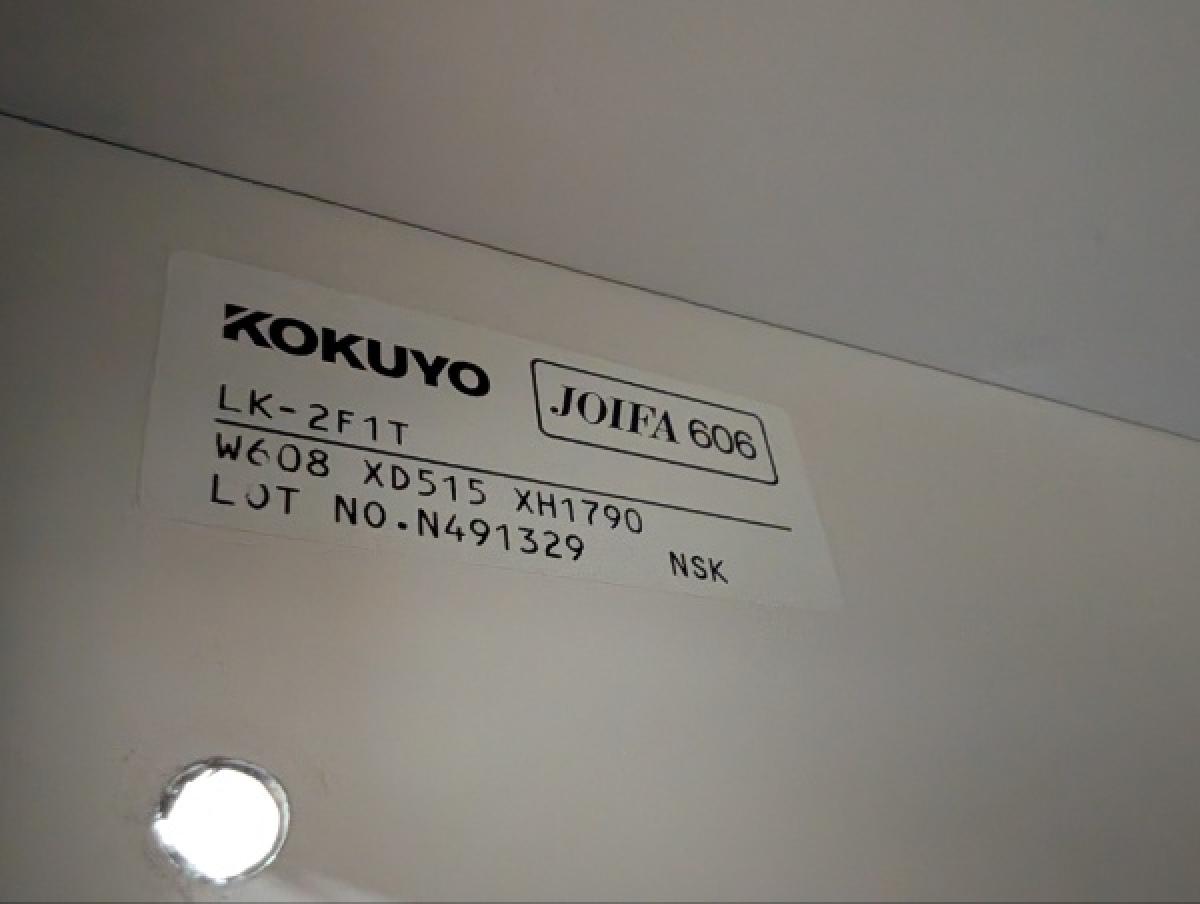 KOKUYO
JOIFA 606
LK-2F1T
W608 XD515 XH1790
LOT NO.N491329 NSK